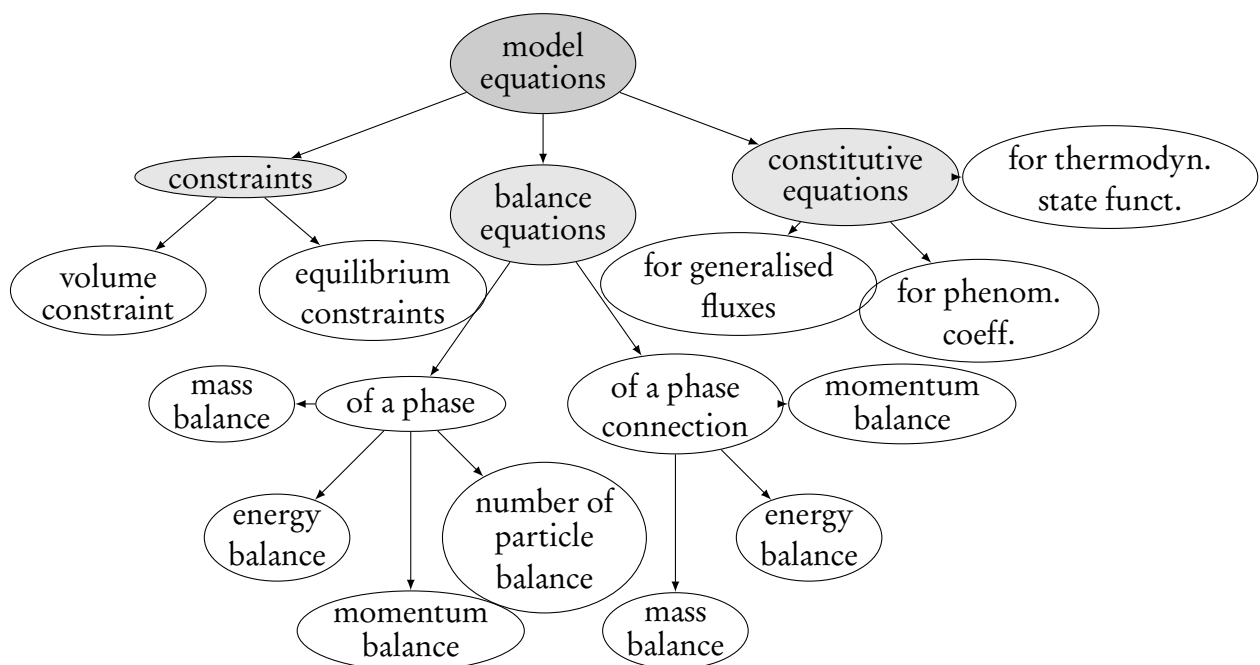 model
equations
constraints
balance
equations
constitutive
equations
for thermodyn.
state funct.
volume
constraint
equilibrium
constraints
for generalised
fluxes
for phenom.
coeff.
mass
balance
of a phase
of a phase
connection
momentum
balance
energy
balance
number of
particle
balance
energy
balance
momentum
balance
mass
balance